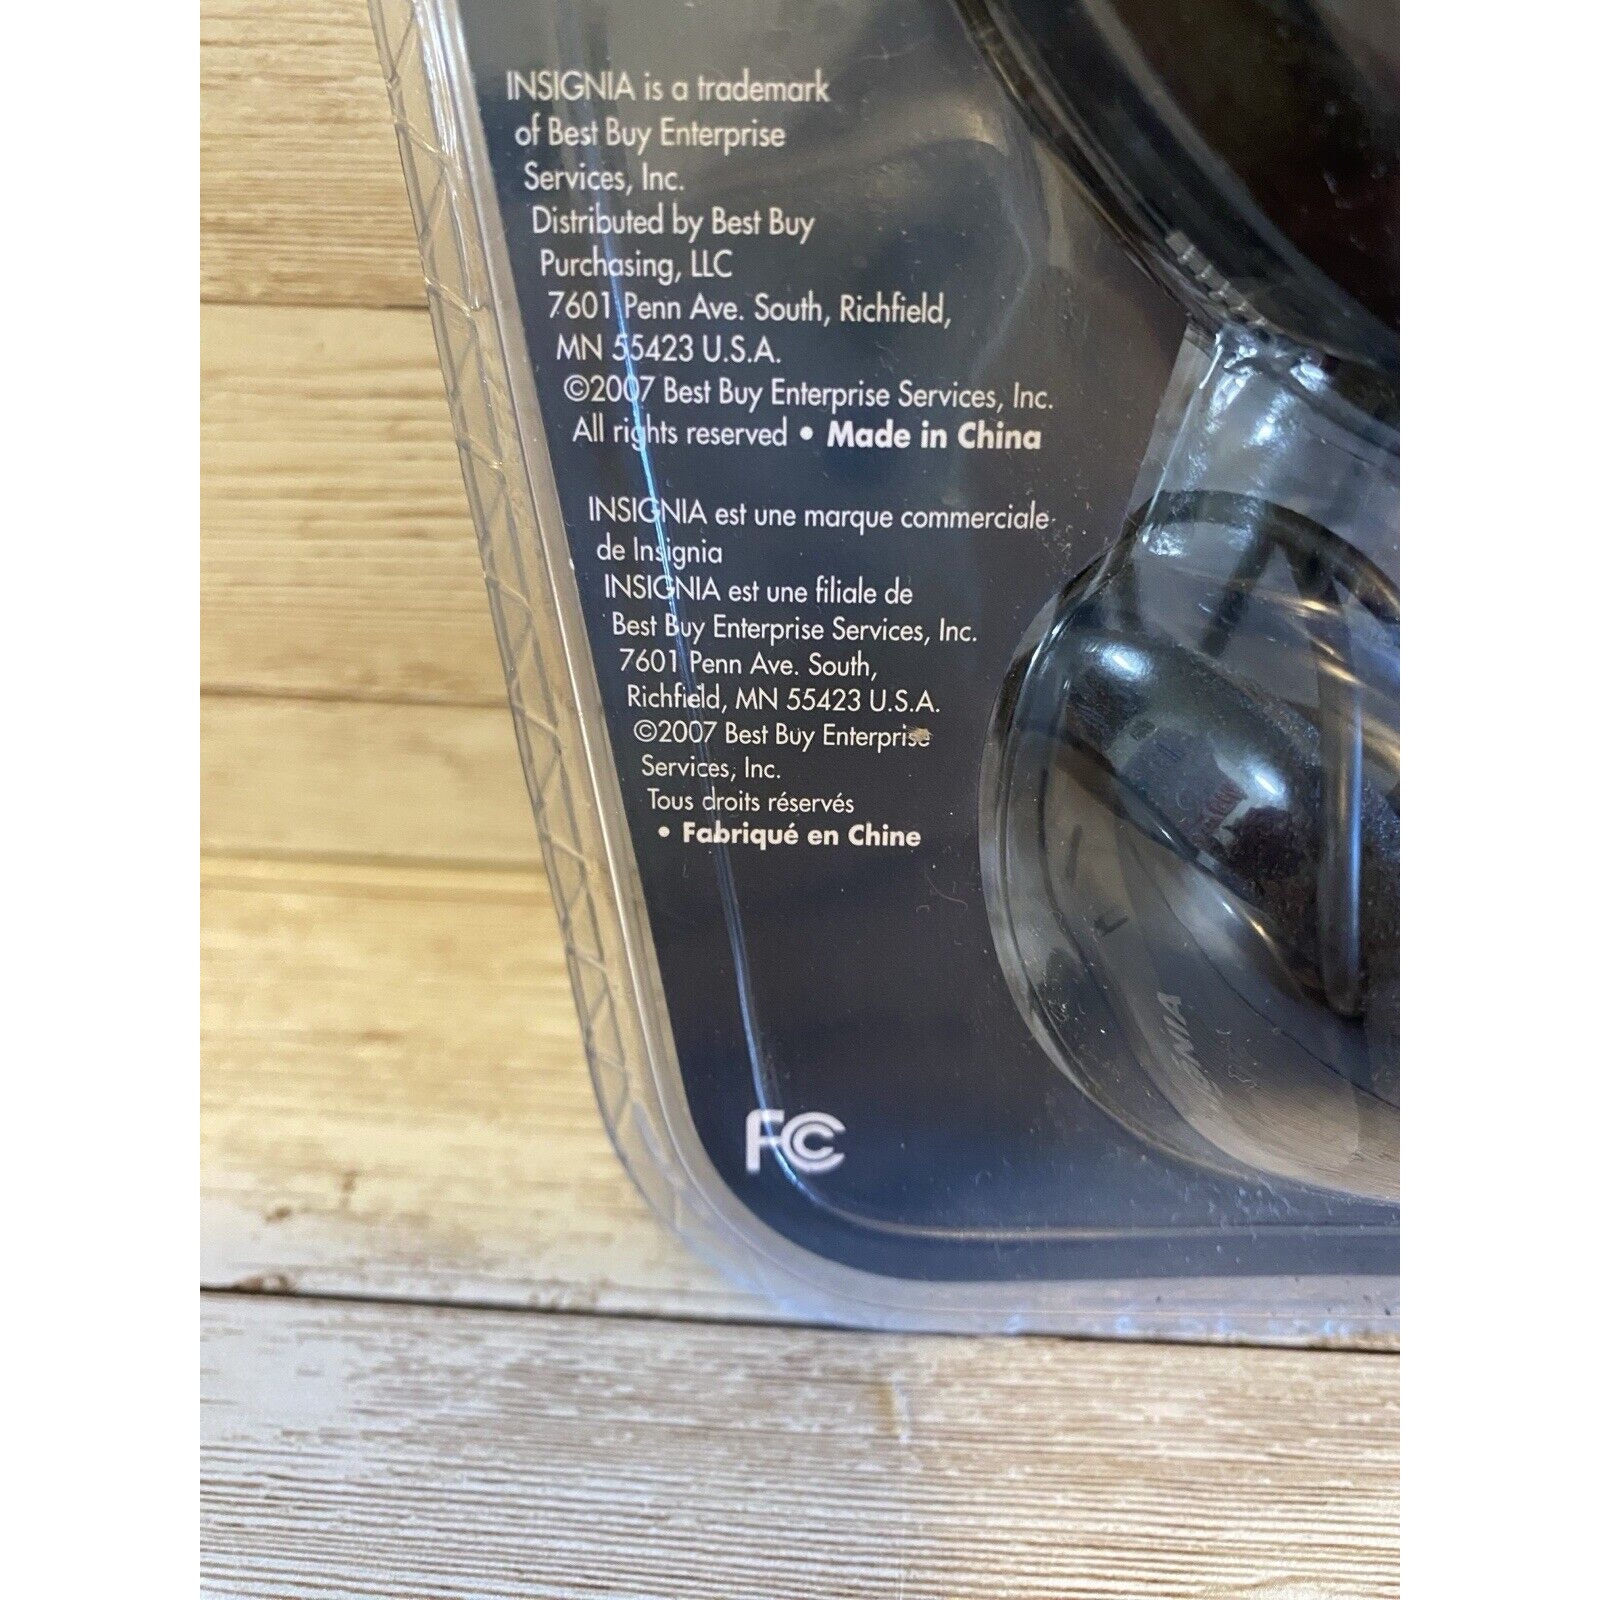 INSIGNIA is a trademark
of Best Buy Enterprise
Services, Inc.
Distributed by Best Buy
Purchasing, LLC
7601 Penn Ave. South, Richfield,
MN 55423 U.S.A.
©2007 Best Buy Enterprise Services, Inc.
All rights reserved • Made in China
INSIGNIA est une marque commerciale
de Insignia
INSIGNIA est une filiale de
Best Buy Enterprise Services, Inc.
7601 Penn Ave. South,
Richfield, MN 55423 U.S.A.
©2007 Best Buy Enterprise
Services, Inc.
Tous droits réservés
• Fabriqué en Chine
FC